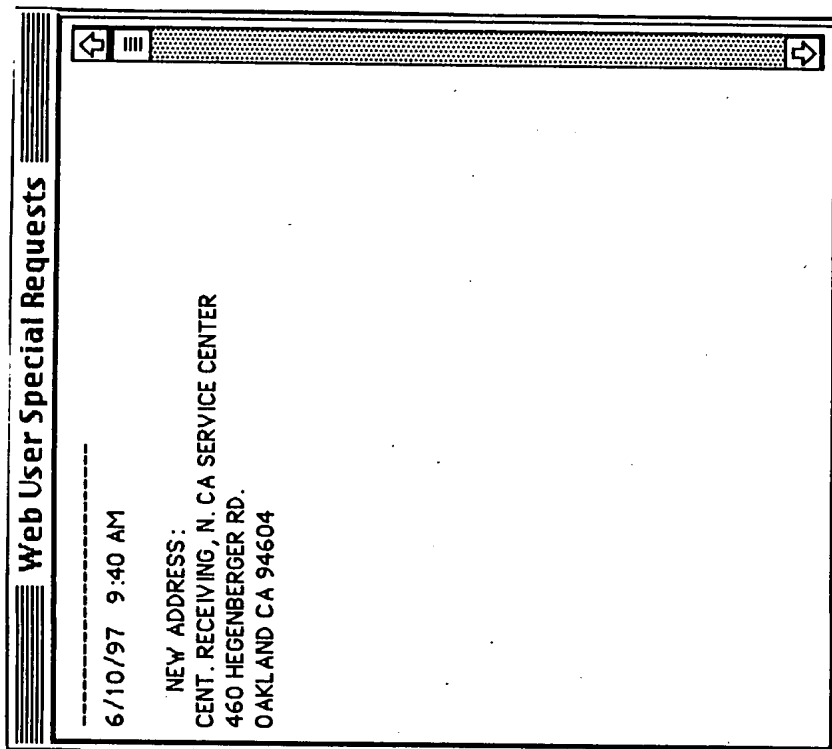 Web User Special Requests
--------------------------
6/10/97 9:40 AM
NEW ADDRESS:
CENT. RECEIVING, N. CA SERVICE CENTER
460 HEGENBERGER RD.
OAKLAND CA 94604